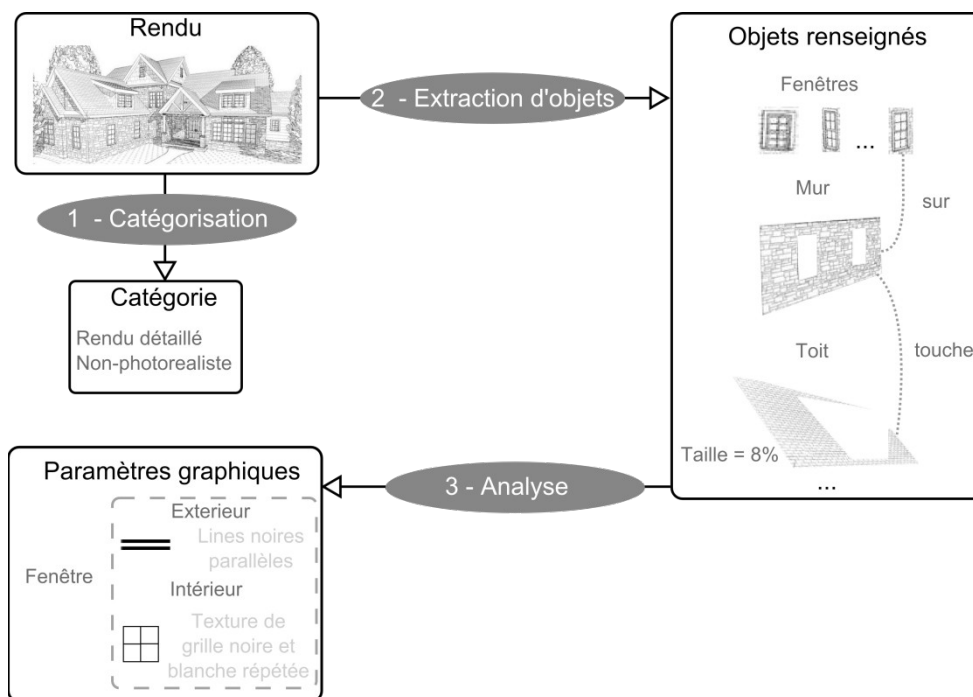 Rendu
1 - Catégorisation
Catégorie
Rendu détaillé
Non-photorealiste
2 - Extraction d'objets
Objets renseignés
Fenêtres
...
sur
Mur
Toit
touche
Taille = 8%
...
3 - Analyse
Paramètres graphiques
Fenêtre
Exterieur
Lines noires
parallèles
Intérieur
Texture de
grille noire et
blanche répétée